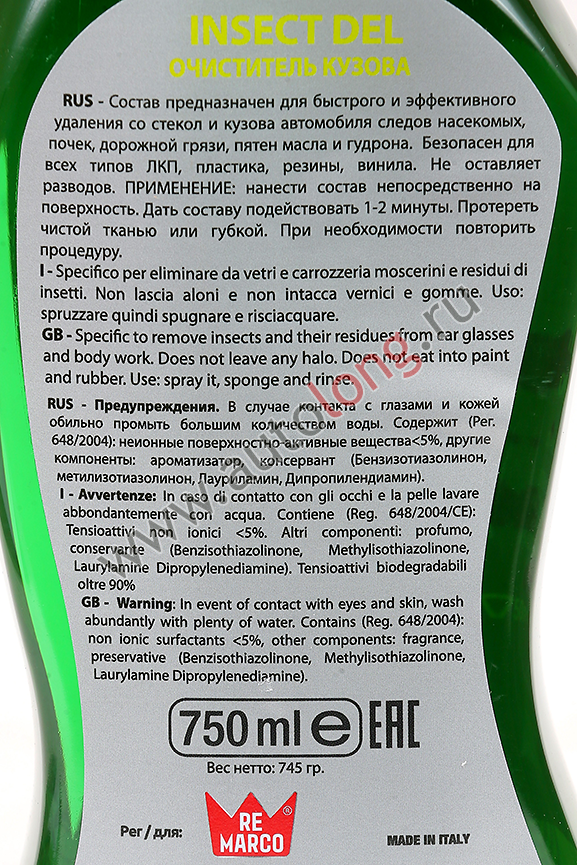 INSECT DEL
ОЧИСТИТЕЛЬ КУЗОВА
RUS - Состав предназначен для быстрого и эффективного
удаления со стекол и кузова автомобиля следов насекомых,
почек, дорожной грязи, пятен масла и гудрона. Безопасен для
всех типов ЛКП, пластика, резины, винила. Не оставляет
разводов. ПРИМЕНЕНИЕ: нанести состав непосредственно на
поверхность. Дать составу подействовать 1-2 минуты. Протереть
чистой тканью или губкой. При необходимости повторить
процедуру.
I - Specifico per eliminare da vetri e carrozzeria moscerini e residui di
insetti. Non lascia aloni e non intacca vernici e gomme. Uso:
spruzzare quindi spugnare e risciacquare.
GB - Specific to remove insects and their residues from car glasses
and body work. Does not leave any halo. Does not eat into paint
and rubber. Use: spray it, sponge and rinse.
RUS - Предупреждения. В случае контакта с глазами и кожей
обильно промыть большим количеством воды. Содержит (Рег.
648/2004): неионные поверхностно-активные вещества<5%, другие
компоненты: ароматизатор, консервант (Бензизотиазолинон,
метилизотиазолинон, Лауриламин, Дипропилендиамин).
I - Avvertenze: In caso di contatto con gli occhi e la pelle lavare
abbondantemente con acqua. Contiene (Reg. 648/2004/CE):
Tensioattivi non ionici <5%. Altri componenti: profumo,
conservante (Benzisothiazolinone, Methylisothiazolinone,
Laurylamine Dipropylenediamine). Tensioattivi biodegradabili
oltre 90%
GB - Warning: In event of contact with eyes and skin, wash
abundantly with plenty of water. Contains (Reg. 648/2004):
non ionic surfactants <5%, other components: fragrance,
preservative (Benzisothiazolinone, Methylisothiazolinone,
Laurylamine Dipropylenediamine).
750 ml e EAC
Вес нетто: 745 гр.
Рег / для:
RE
MARCO®
MADE IN ITALY
www.autolong.ru